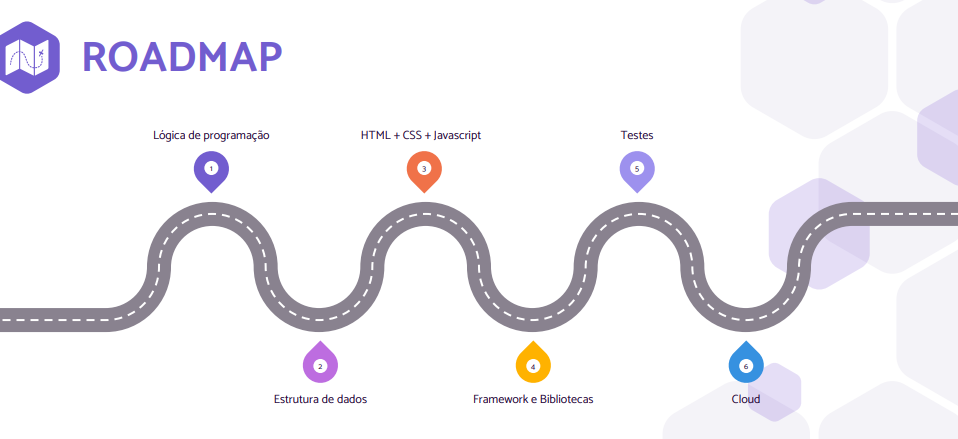 ROADMAP
Lógica de programação
1
2
Estrutura de dados
HTML + CSS + Javascript
3
4
Framework e Bibliotecas
Testes
5
6
Cloud